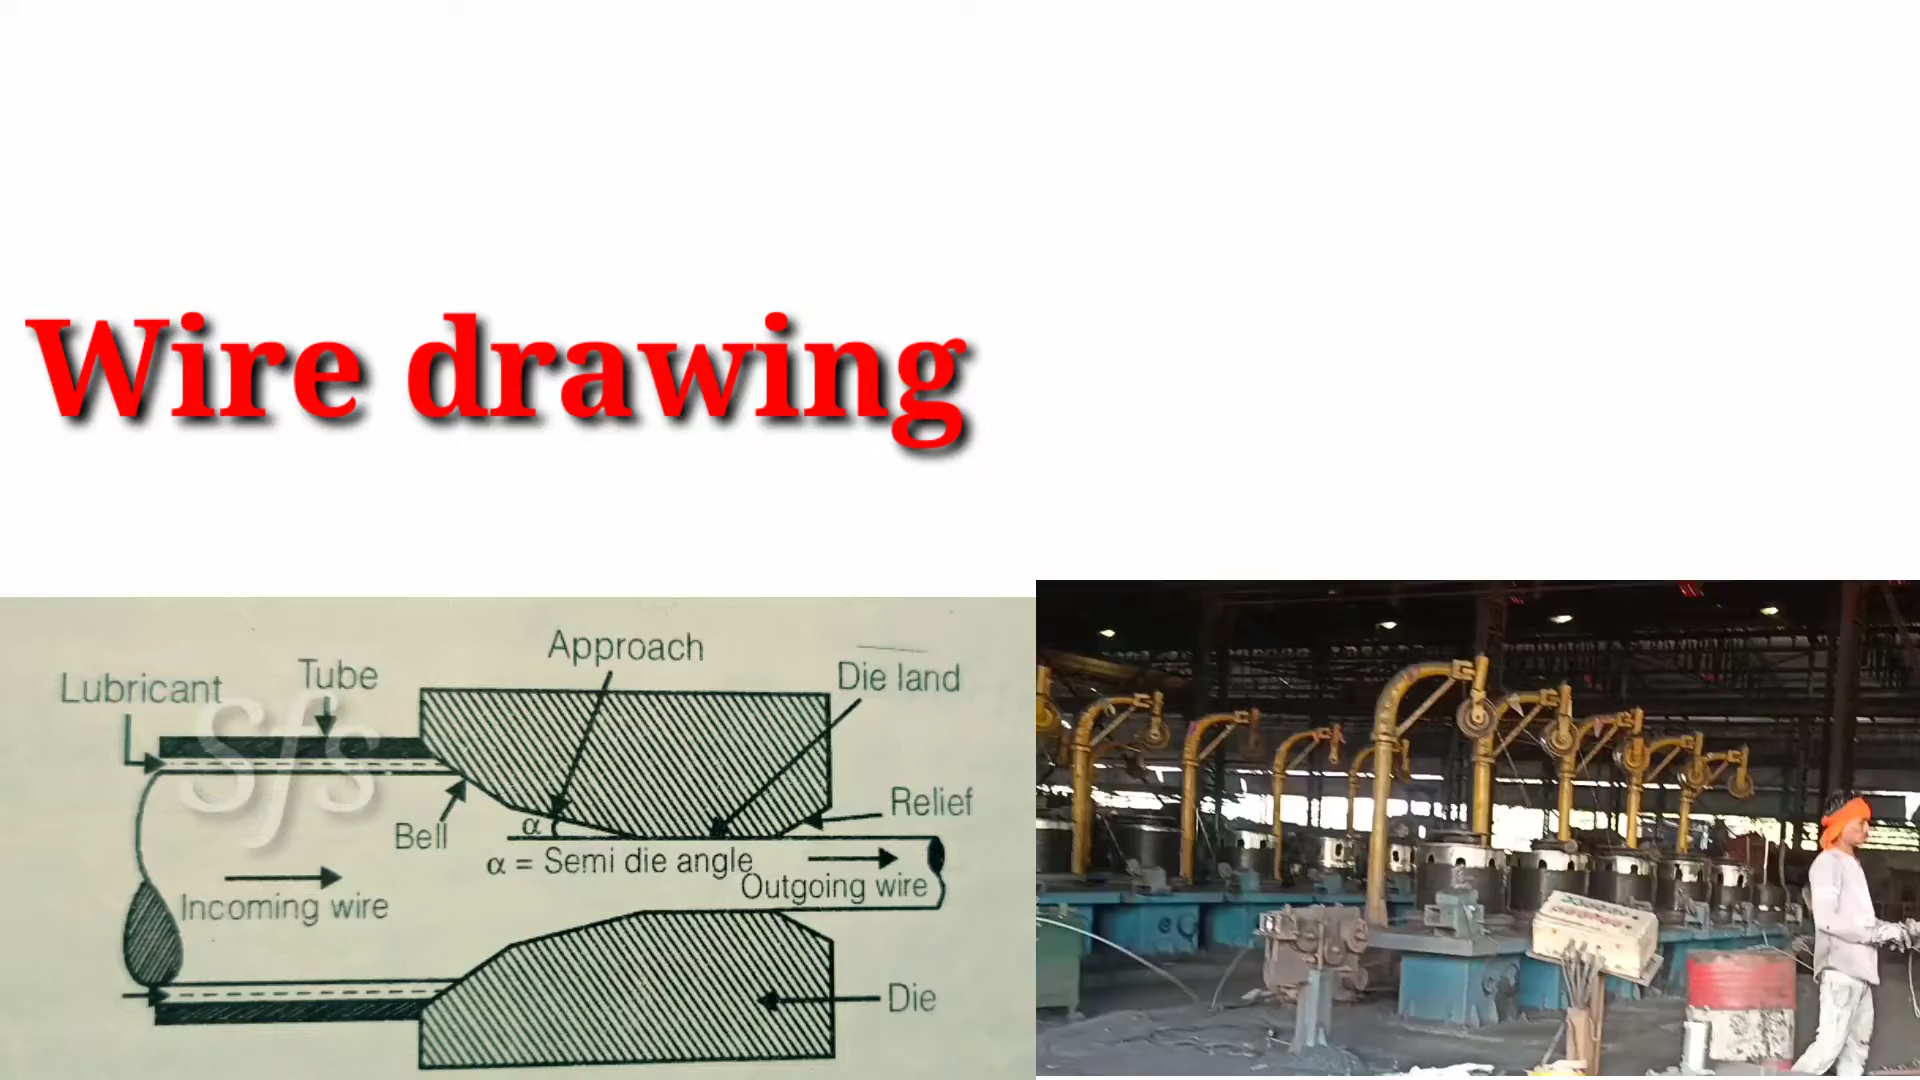 Wire drawing
Approach
Die land
Tube
Lubricant
Sfs
Relief
Bell
α
α = Semi die angle
Outgoing wire
Incoming wire
Die